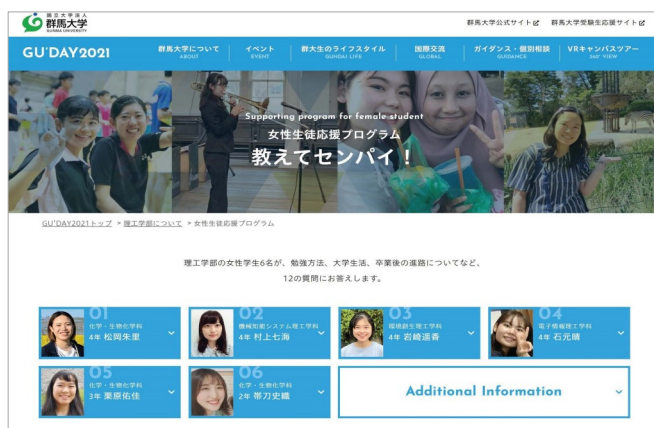 国立大学法人
群馬大学
GUNMA UNIVERSITY
群馬大学公式サイト
群馬大学受験生応援サイト
GU'DAY2021
群馬大学について
ABOUT
イベント
EVENT
群大生のライフスタイル
GUNDAI LIFE
国際交流
GLOBAL
ガイダンス・個別相談
GUIDANCE
VRキャンパスツアー
360° VIEW
Supporting program for female student
女性生徒応援プログラム
教えてセンパイ！
GU'DAY2021トップ > 理工学部について > 女性生徒応援プログラム
理工学部の女性学生6名が、勉強方法、大学生活、卒業後の進路についてなど、
12の質問にお答えします。
01
化学・生物化学科
4年 松岡朱里
02
機械知能システム理工学科
4年 村上七海
03
環境創生理工学科
4年 岩崎遥香
04
電子情報理工学科
4年 石元晴
05
化学・生物化学科
3年 栗原佑佳
06
化学・生物化学科
2年 帯刀史織
Additional Information